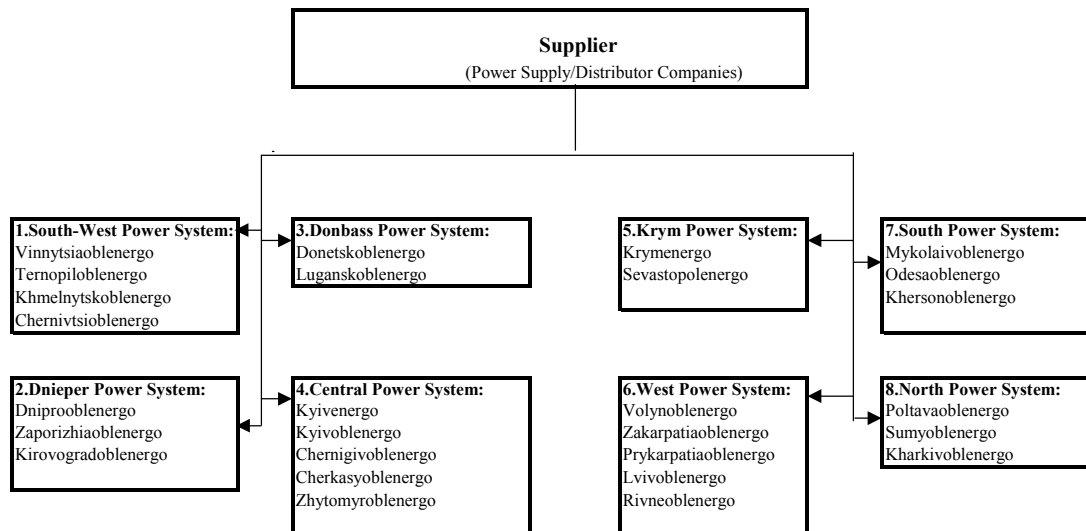 Supplier
(Power Supply/Distributor Companies)
1.South-West Power System:
Vinnytsiaoblenergo
Ternopiloblenergo
Khmelnytskoblenergo
Chernivtsioblenergo
3.Donbass Power System:
Donetskoblenergo
Luganskoblenergo
5.Krym Power System:
Krymenergo
Sevastopolenergo
7.South Power System:
Mykolaivoblenergo
Odesaoblenergo
Khersonoblenergo
2.Dnieper Power System:
Dniprooblenergo
Zaporizhiaoblenergo
Kirovogradoblenergo
4.Central Power System:
Kyivenergo
Kyivoblenergo
Chernigivoblenergo
Cherkasyoblenergo
Zhytomyroblenergo
6.West Power System:
Volynoblenergo
Zakarpatiaoblenergo
Prykarpatiaoblenergo
Lvivoblenergo
Rivneoblenergo
8.North Power System:
Poltavaoblenergo
Sumyoblenergo
Kharkivoblenergo